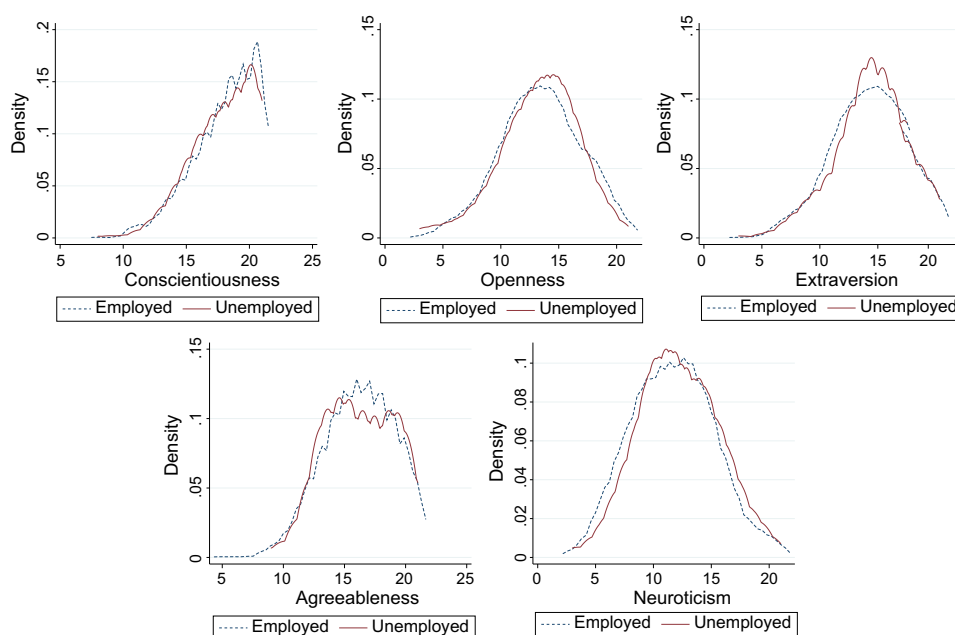 Density
0 .05 .1 .15 .2
5 10 15 20 25
Conscientiousness
Employed Unemployed
Density
0 .05 .1 .15
0 5 10 15 20
Openness
Employed Unemployed
Density
0 .05 .1 .15
0 5 10 15 20
Extraversion
Employed Unemployed
Density
0 .05 .1 .15
5 10 15 20 25
Agreeableness
Employed Unemployed
Density
0 .02 .04 .06 .08 .1
0 5 10 15 20
Neuroticism
Employed Unemployed